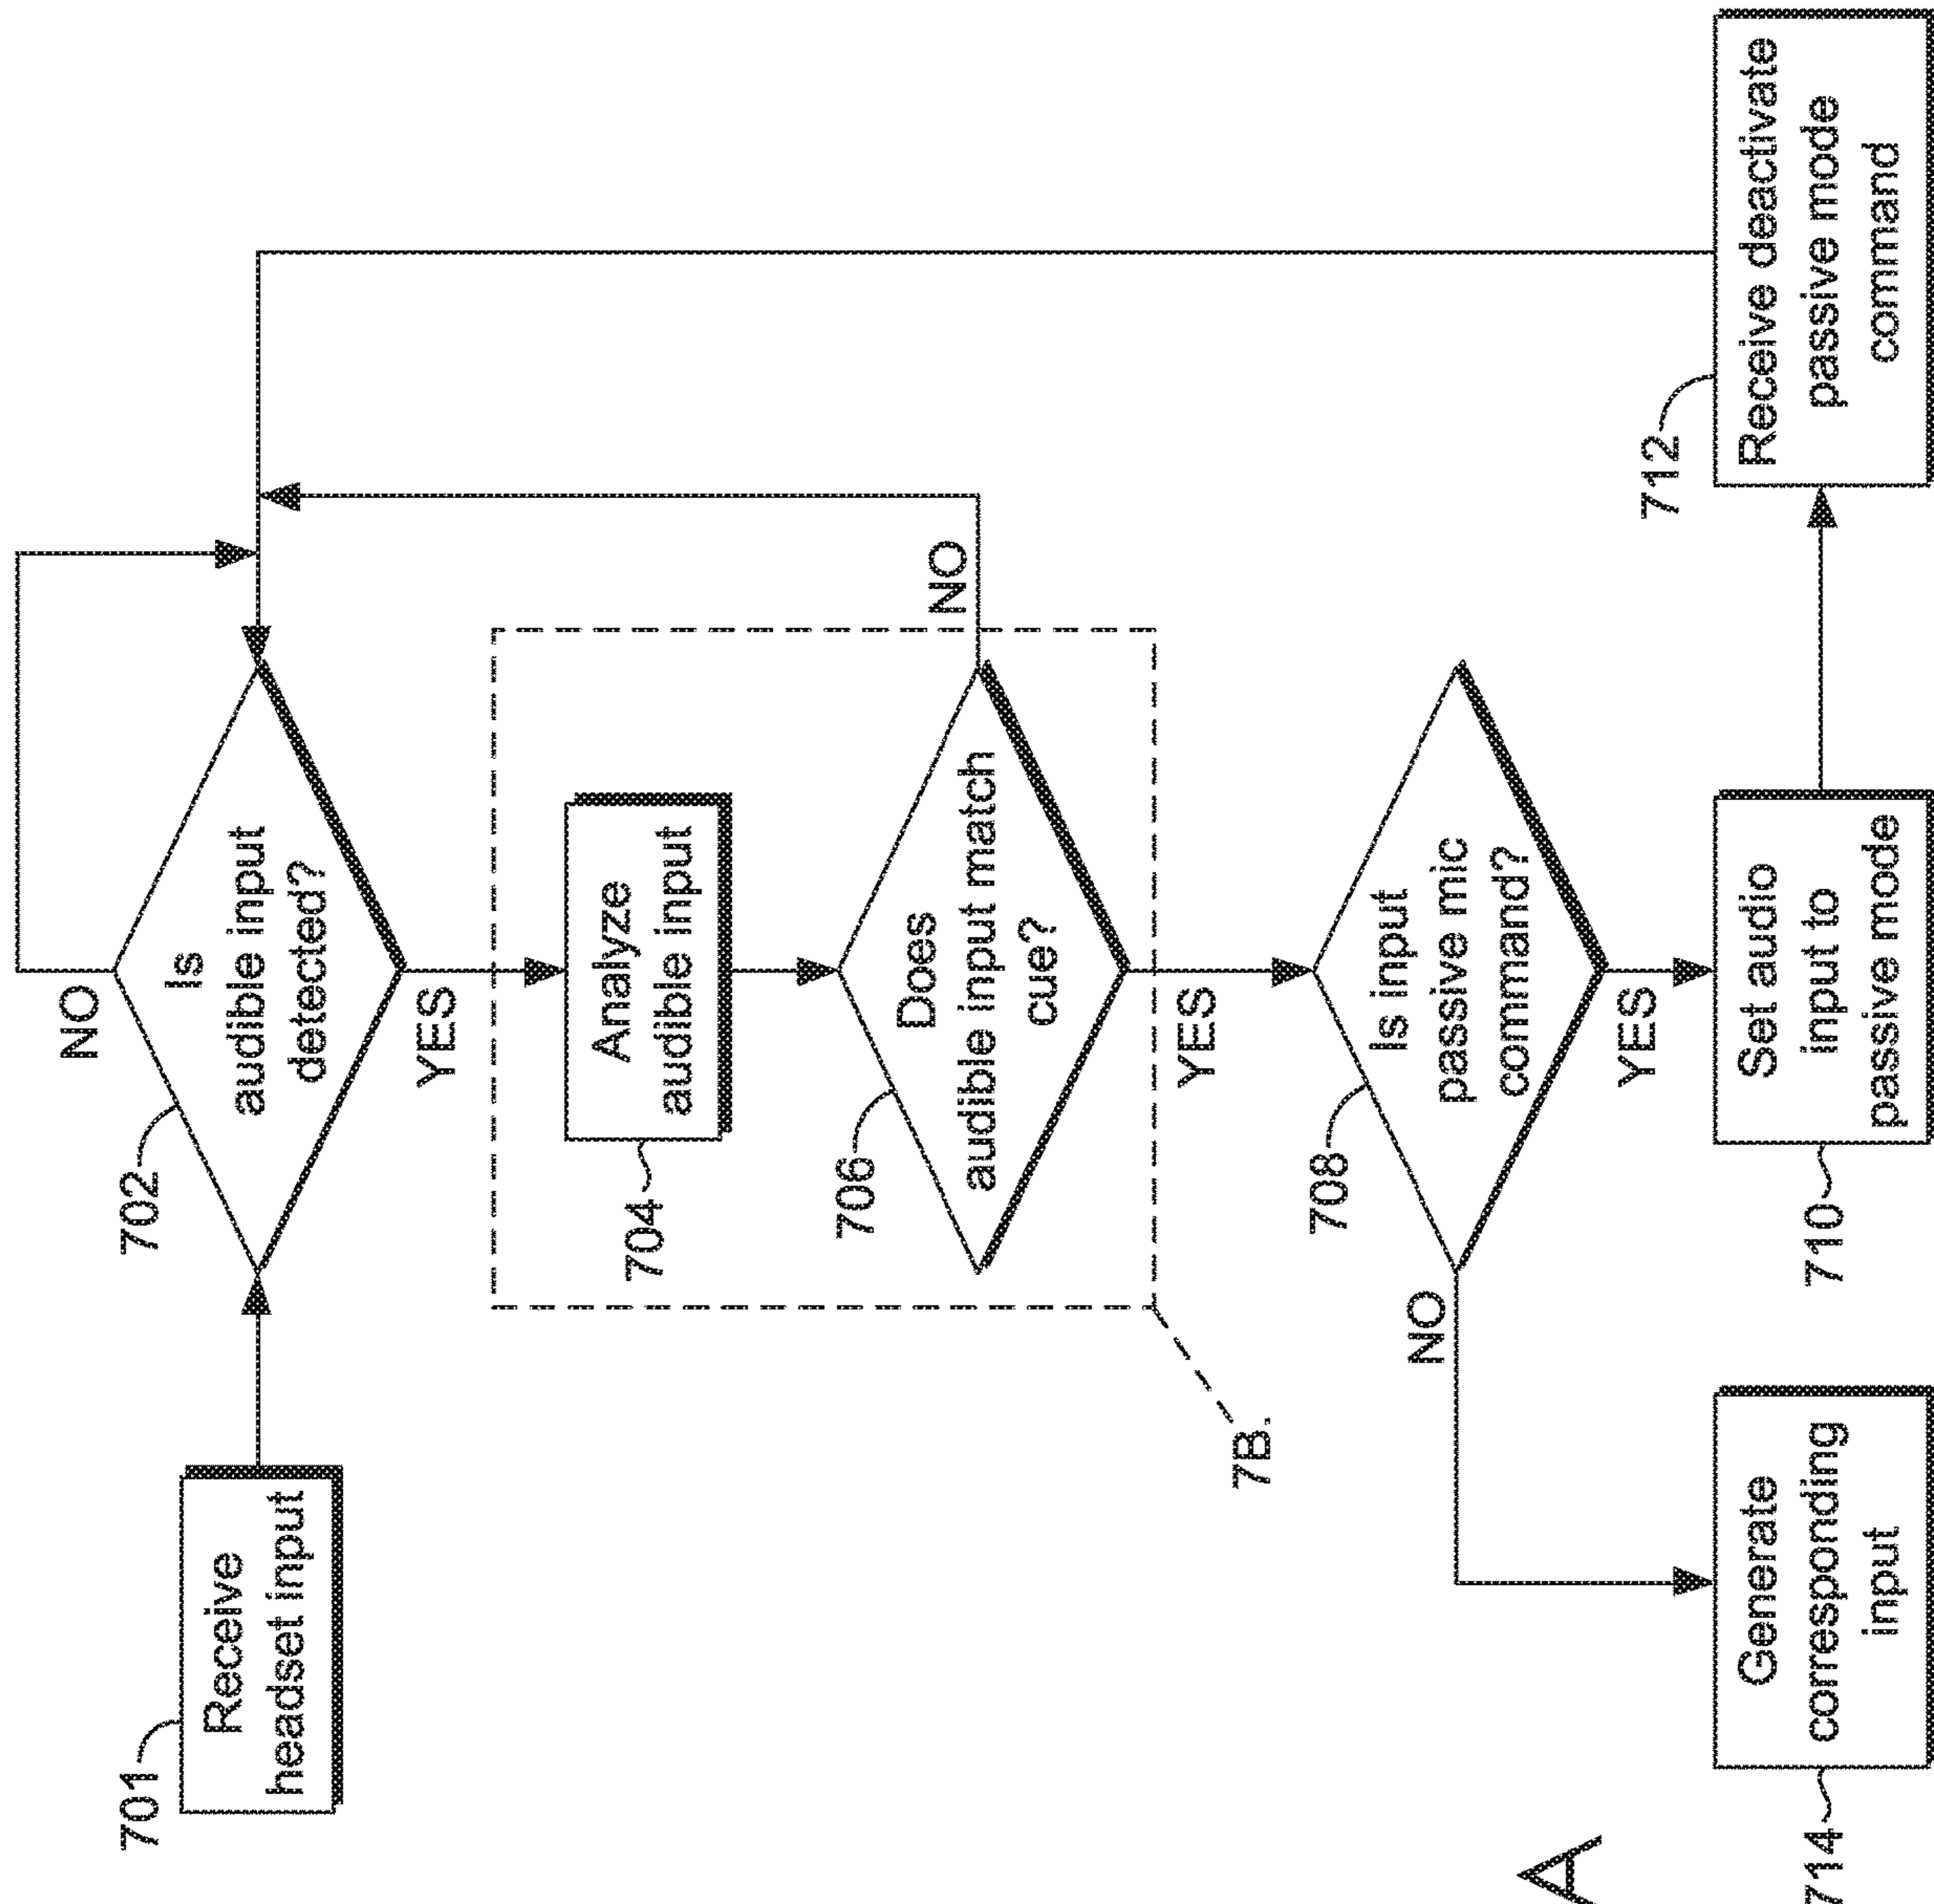 701
Receive
headset input
702
Is
audible input
detected?
NO
YES
704
Analyze
audible input
706
Does
audible input match
cue?
NO
YES
7B.
708
Is input
passive mic
command?
NO
YES
714
Generate
corresponding
input
710
Set audio
input to
passive mode
712
Receive deactivate
passive mode
command
A